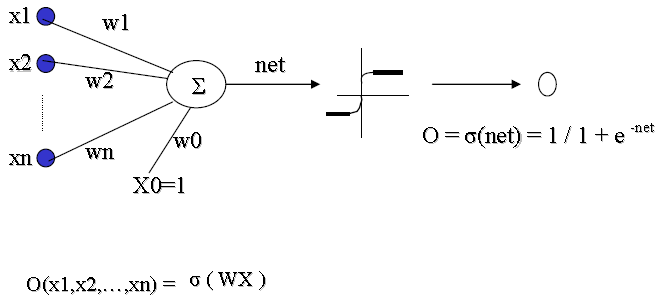 x1
w1
x2
w2
Σ
net
xn
wn
w0
X0=1
O = σ(net) = 1 / 1 + e -net
O(x1,x2,…,xn) = σ ( WX )